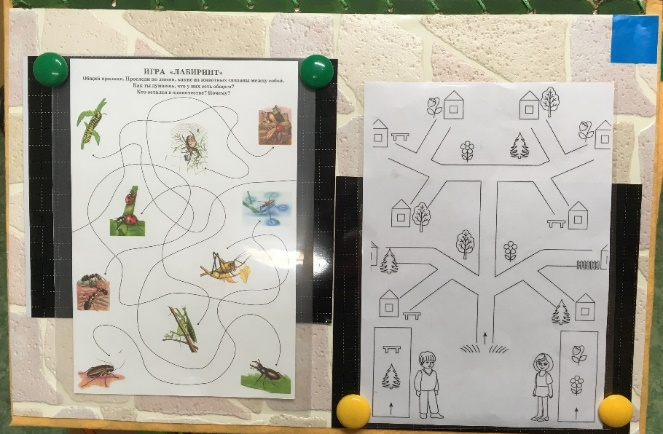 ИГРА «ЛАБИРИНТ»
Общий признак. Проследи по линии, какие из животных связаны между собой.
Как ты думаешь, что у них есть общего?
Кто остался в одиночестве? Почему?